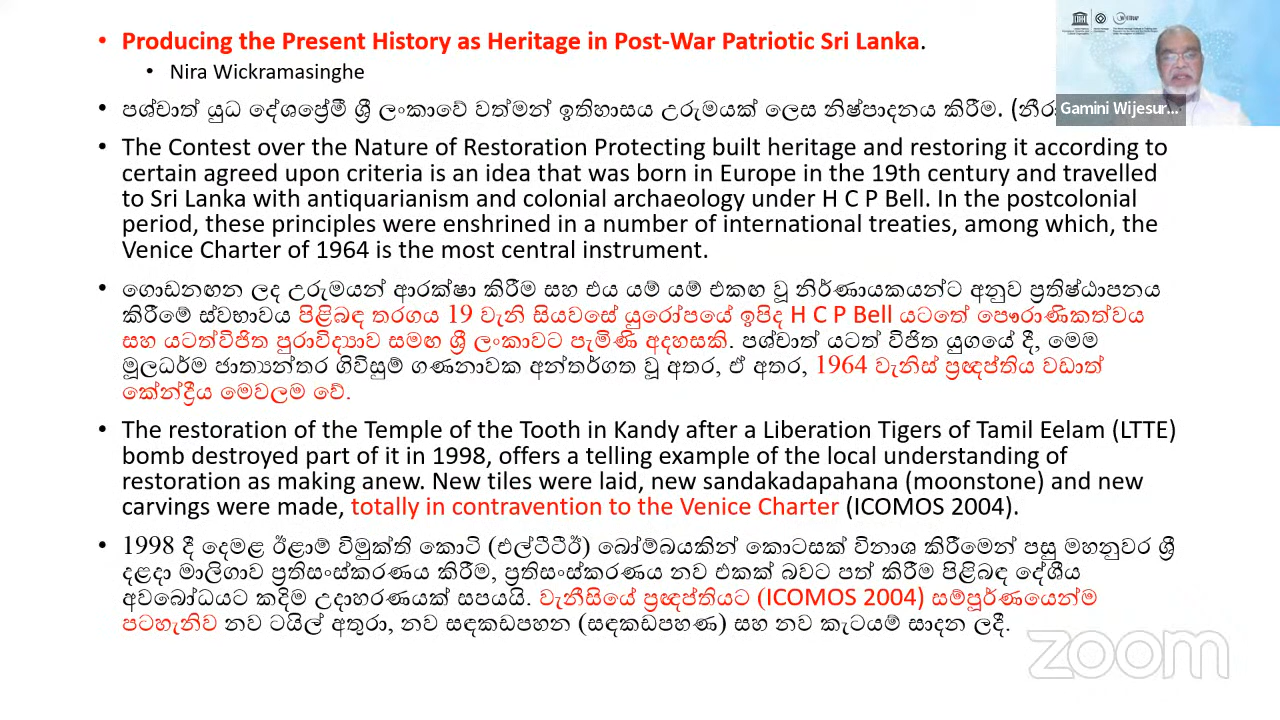 Producing the Present History as Heritage in Post-War Patriotic Sri Lanka.
Nira Wickramasinghe
පශ්චාත් යුධ දේශප්‍රේමී ශ්‍රී ලංකාවේ වත්මන් ඉතිහාසය උරුමයක් ලෙස නිෂ්පාදනය කිරීම. (නීරා
Gamini Wijesur...
The Contest over the Nature of Restoration Protecting built heritage and restoring it according to
certain agreed upon criteria is an idea that was born in Europe in the 19th century and travelled
to Sri Lanka with antiquarianism and colonial archaeology under H C P Bell. In the postcolonial
period, these principles were enshrined in a number of international treaties, among which, the
Venice Charter of 1964 is the most central instrument.
ගොඩනඟන ලද උරුමයන් ආරක්ෂා කිරීම සහ එය යම් යම් එකඟ වූ නිර්ණායකයන්ට අනුව ප්‍රතිෂ්ඨාපනය
කිරීමේ ස්වභාවය පිළිබඳ තරගය 19 වැනි සියවසේ යුරෝපයේ ඉපිද H C P Bell යටතේ පෞරාණිකත්වය
සහ යටත්විජිත පුරාවිද්‍යාව සමඟ ශ්‍රී ලංකාවට පැමිණි අදහසකි. පශ්චාත් යටත් විජිත යුගයේ දී, මෙම
මූලධර්ම ජාත්‍යන්තර ගිවිසුම් ගණනාවක අන්තර්ගත වූ අතර, ඒ අතර, 1964 වැනිස් ප්‍රඥප්තිය වඩාත්
කේන්ද්‍රීය මෙවලම වේ.
The restoration of the Temple of the Tooth in Kandy after a Liberation Tigers of Tamil Eelam (LTTE)
bomb destroyed part of it in 1998, offers a telling example of the local understanding of
restoration as making anew. New tiles were laid, new sandakadapahana (moonstone) and new
carvings were made, totally in contravention to the Venice Charter (ICOMOS 2004).
1998 දී දෙමළ ඊළාම් විමුක්ති කොටි (එල්ටීටීඊ) බෝම්බයකින් කොටසක් විනාශ කිරීමෙන් පසු මහනුවර ශ්‍රී
දළදා මාලිගාව ප්‍රතිසංස්කරණය කිරීම, ප්‍රතිසංස්කරණය නව එකක් බවට පත් කිරීම පිළිබඳ දේශීය
අවබෝධයට කදිම උදාහරණයක් සපයයි. වැනීසියේ ප්‍රඥප්තියට (ICOMOS 2004) සම්පූර්ණයෙන්ම
පටහැනිව නව ටයිල් අතුරා, නව සඳකඩපහන (සඳකඩපහණ) සහ නව කැටයම් සාදන ලදී.
zoom